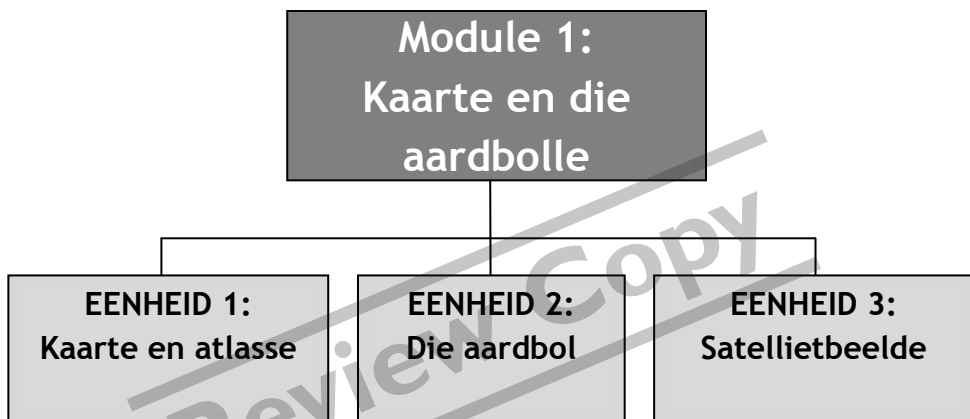 Module 1:
Kaarte en die
aardbolle
EENHEID 1:
Kaarte en atlasse
EENHEID 2:
Die aardbol
EENHEID 3:
Satellietbeelde
Review Copy